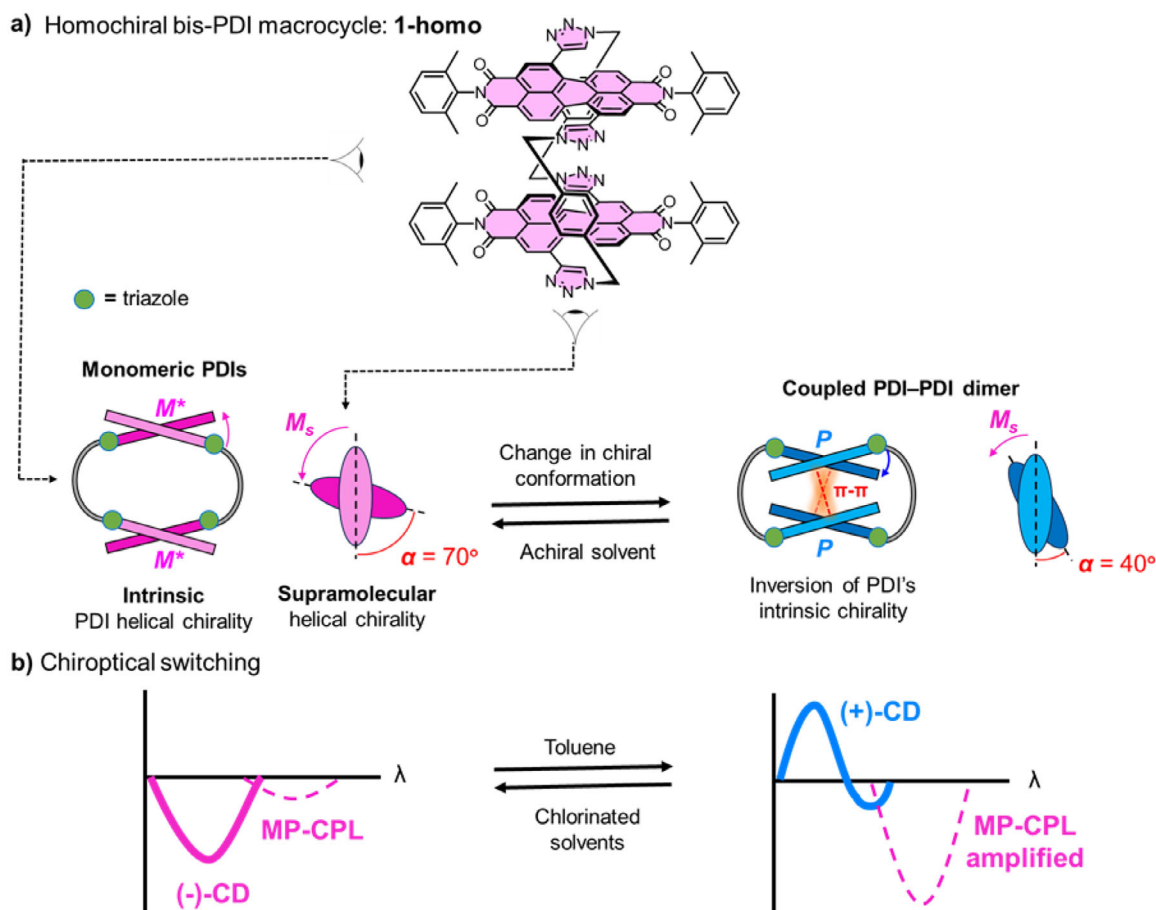 a) Homochiral bis-PDI macrocycle: 1-homo
N N N
O O
N N
O O
N N N
N N N
O O
N N
O O
N N N
= triazole
Monomeric PDIs
M*
M*
Intrinsic
PDI helical chirality
Ms
α = 70°
Supramolecular
helical chirality
Change in chiral
conformation
Achiral solvent
Coupled PDI–PDI dimer
P
π-π
P
Inversion of PDI's
intrinsic chirality
Ms
α = 40°
b) Chiroptical switching
λ
MP-CPL
(-)-CD
Toluene
Chlorinated
solvents
(+)-CD
λ
MP-CPL
amplified